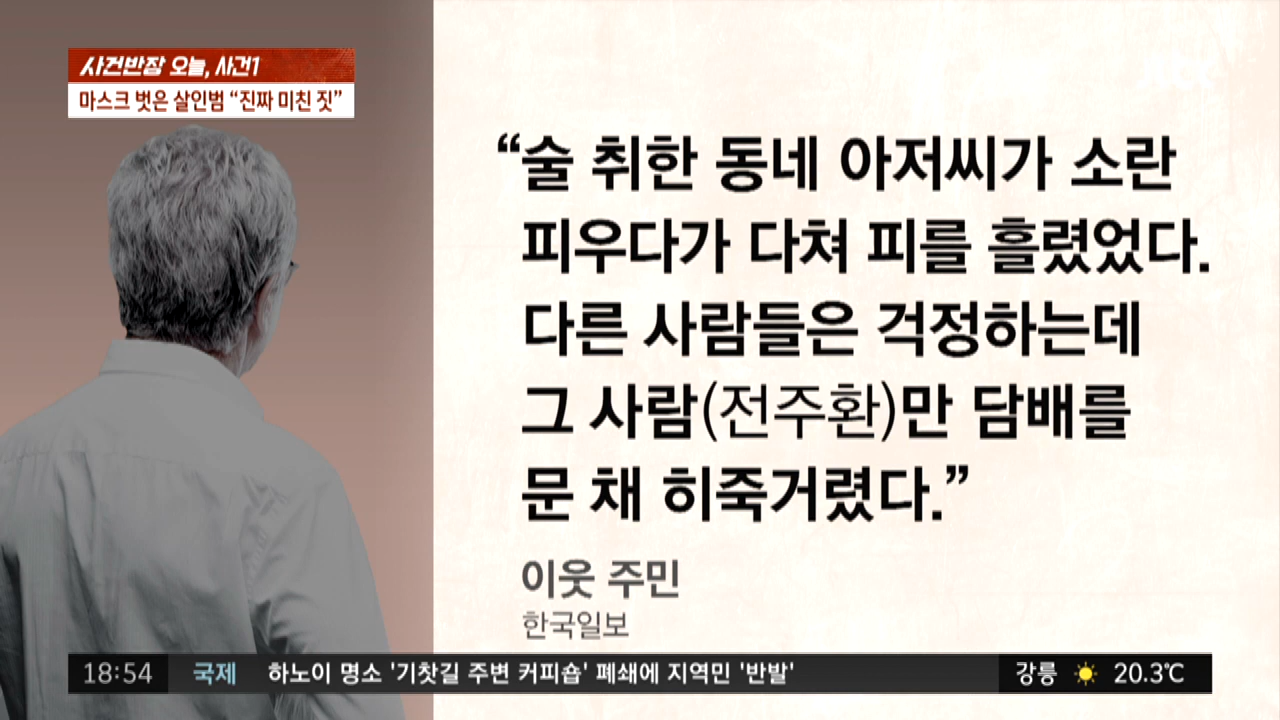 사건반장 오늘, 사건1
마스크 벗은 살인범 “진짜 미친 짓”
“술 취한 동네 아저씨가 소란
피우다가 다쳐 피를 흘렸었다.
다른 사람들은 걱정하는데
그 사람(전주환)만 담배를
문 채 히죽거렸다.”
이웃 주민
한국일보
18:54 국제 하노이 명소 '기찻길 주변 커피숍' 폐쇄에 지역민 '반발' 강릉 20.3℃